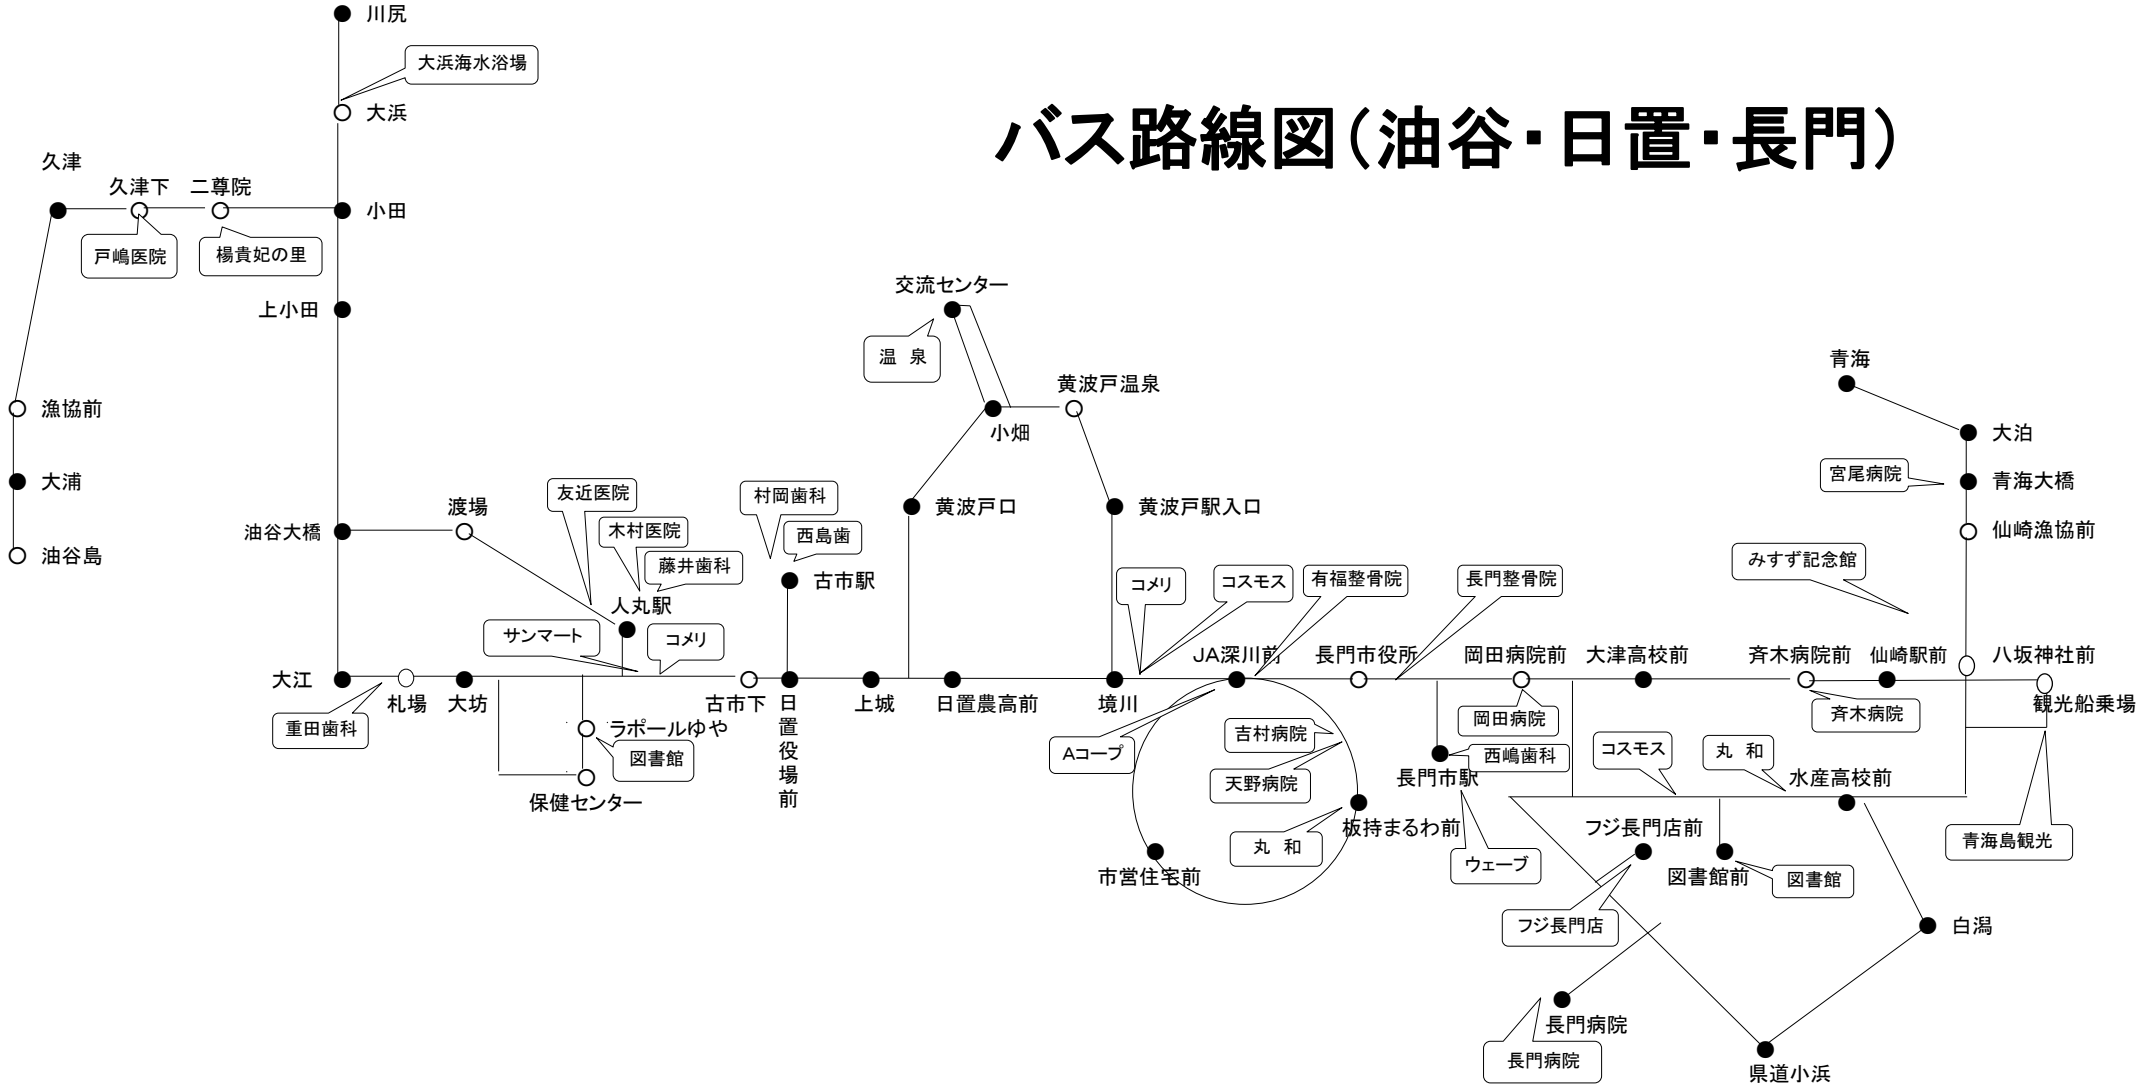 川尻
大浜海水浴場
大浜
バス路線図（油谷・日置・長門）
久津
久津下
二尊院
小田
戸嶋医院
楊貴妃の里
上小田
交流センター
温　泉
黄波戸温泉
小畑
青海
大泊
漁協前
大浦
油谷島
油谷大橋
渡場
友近医院
木村医院
藤井歯科
人丸駅
サンマート
コメリ
村岡歯科
西島歯
古市駅
黄波戸口
黄波戸駅入口
宮尾病院
青海大橋
仙崎漁協前
みすず記念館
コメリ
コスモス
有福整骨院
長門整骨院
大江
札場
大坊
重田歯科
古市下
日置役場前
上城
日置農高前
境川
JA深川前
長門市役所
岡田病院前
大津高校前
斉木病院前
仙崎駅前
八坂神社前
観光船乗場
ラポールゆや
図書館
保健センター
Aコープ
吉村病院
天野病院
丸　和
板持まるわ前
市営住宅前
岡田病院
西嶋歯科
長門市駅
ウェーブ
斉木病院
コスモス
丸　和
水産高校前
フジ長門店前
図書館前
図書館
青海島観光
フジ長門店
白潟
長門病院
長門病院
県道小浜